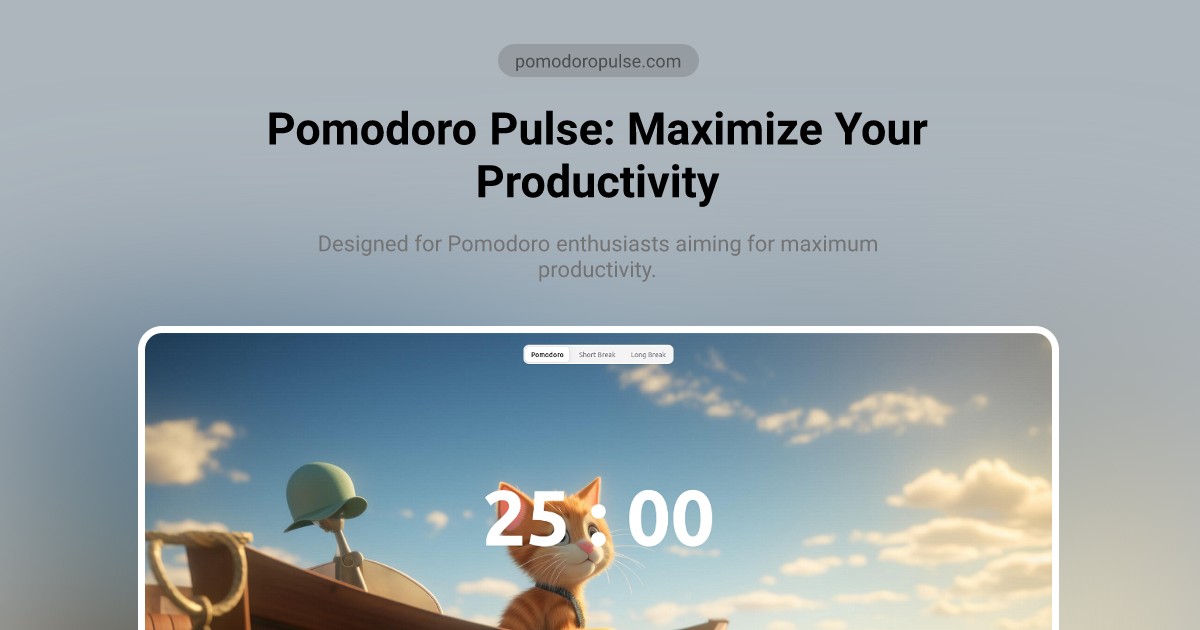 pomodoropulse.com
Pomodoro Pulse: Maximize Your
Productivity
Designed for Pomodoro enthusiasts aiming for maximum
productivity.
Pomodoro Short Break Long Break
25 : 00